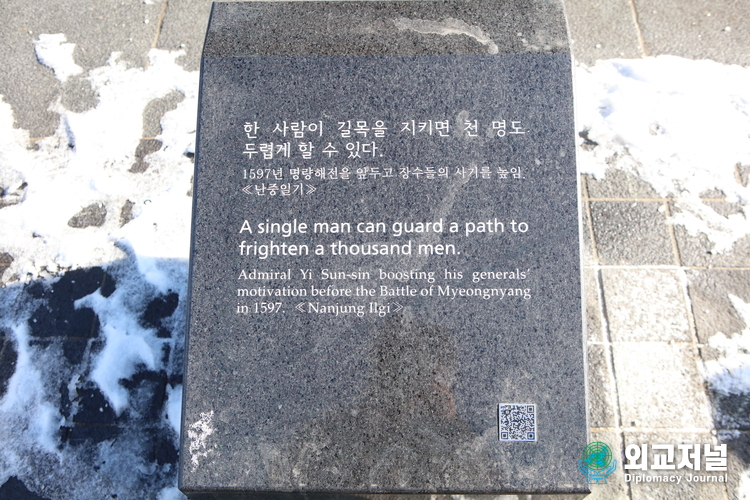 한 사람이 길목을 지키면 천 명도
두렵게 할 수 있다.
1597년 명량해전을 앞두고 장수들의 사기를 높임.
≪난중일기≫
A single man can guard a path to
frighten a thousand men.
Admiral Yi Sun-sin boosting his generals'
motivation before the Battle of Myeongnyang
in 1597. ≪Nanjung Ilgi≫
외교저널
Diplomacy Journal